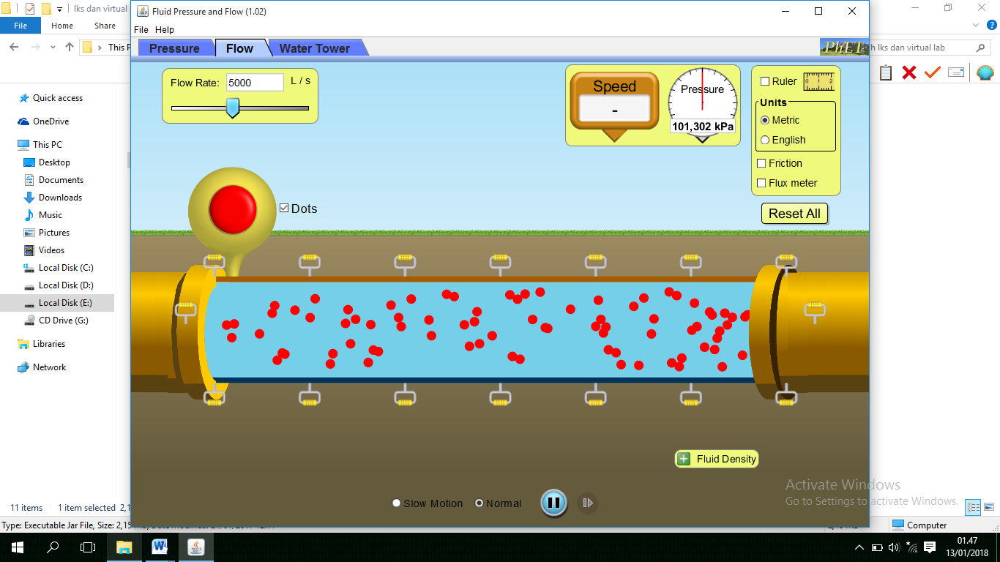 lks dan virtual
Fluid Pressure and Flow (1.02)
File Home Share
File Help
This P
h lks dan virtual lab
Pressure Flow Water Tower
PhET
Flow Rate: 5000 L / s
Speed
-
Pressure
101,302 kPa
Ruler
0 1 2
Units
Metric
English
Friction
Flux meter
Reset All
Dots
Quick access
OneDrive
This PC
Desktop
Documents
Downloads
Music
Pictures
Videos
Local Disk (C:)
Local Disk (D:)
Local Disk (E:)
CD Drive (G:)
Libraries
Network
Fluid Density
Slow Motion Normal
Activate Windows
Go to Settings to activate Windows.
11 items 1 item selected 2,1
Type: Executable Jar File, Size: 2,15
Computer
01.47
13/01/2018